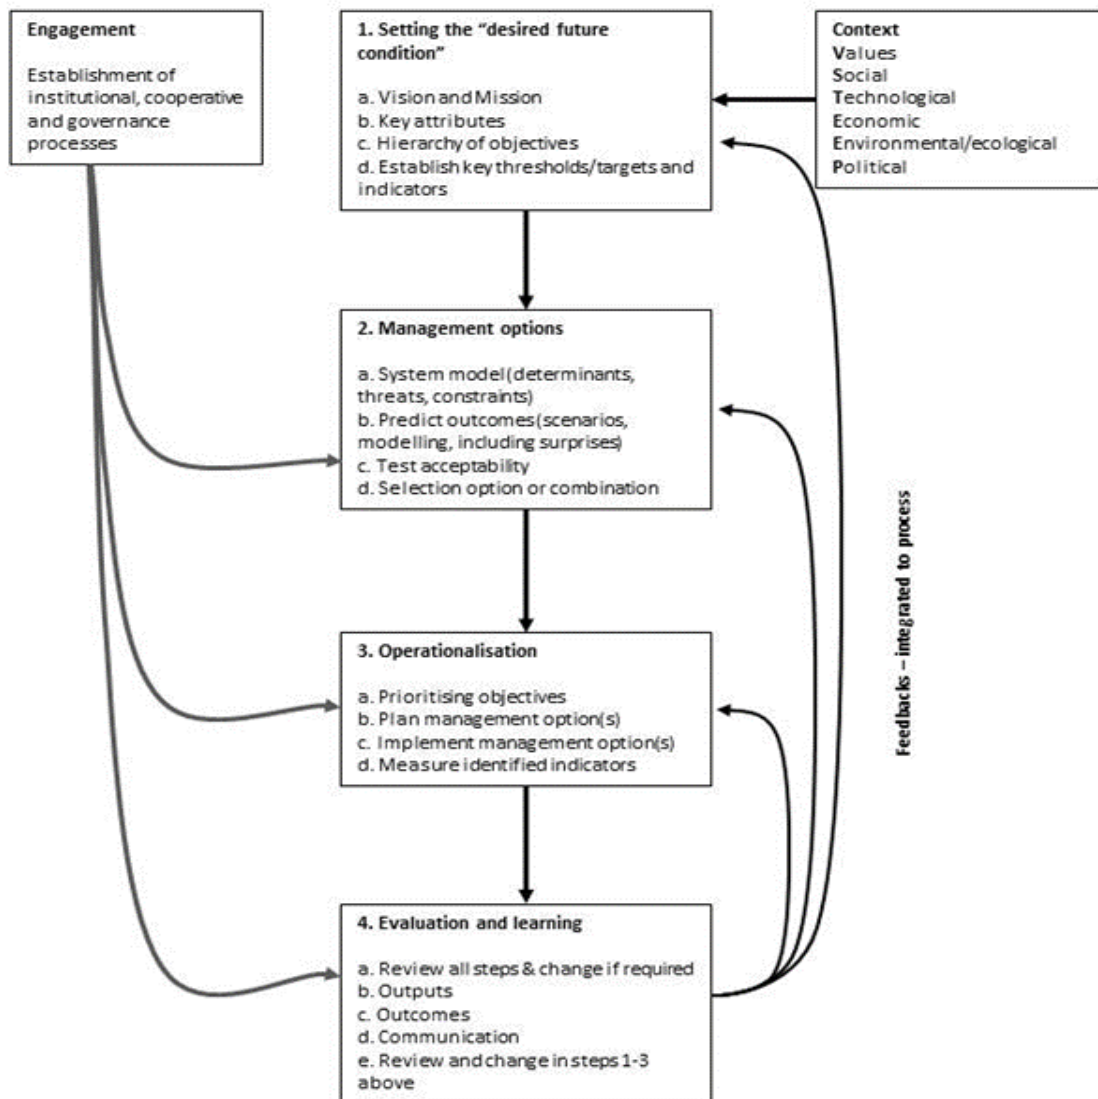 Engagement
Establishment of
institutional, cooperative
and governance
processes
1. Setting the “desired future
condition”
a. Vision and Mission
b. Key attributes
c. Hierarchy of objectives
d. Establish key thresholds/targets and
indicators
Context
Values
Social
Technological
Economic
Environmental/ecological
Political
2. Management options
a. System model (determinants,
threats, constraints)
b. Predict outcomes (scenarios,
modelling, including surprises)
c. Test acceptability
d. Selection option or combination
3. Operationalisation
a. Prioritising objectives
b. Plan management option(s)
c. Implement management option(s)
d. Measure identified indicators
Feedbacks – integrated to process
4. Evaluation and learning
a. Review all steps & change if required
b. Outputs
c. Outcomes
d. Communication
e. Review and change in steps 1-3
above